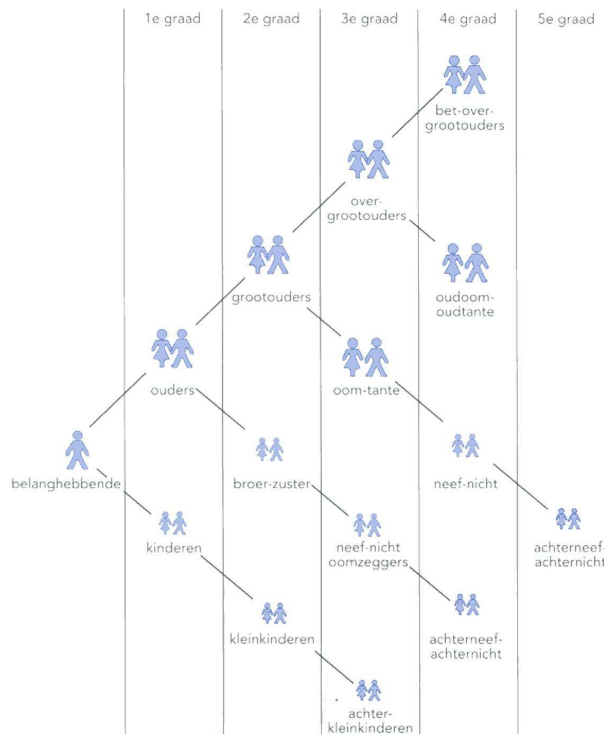 1e graad 2e graad 3e graad 4e graad 5e graad
bet-over-
grootouders
over-
grootouders
grootouders
oudoom-
oudtante
ouders
oom-tante
belanghebbende
broer-zuster
neef-nicht
kinderen
neef-nicht
oomzeggers
achterneef-
achternicht
kleinkinderen
achterneef-
achternicht
achter-
kleinkinderen